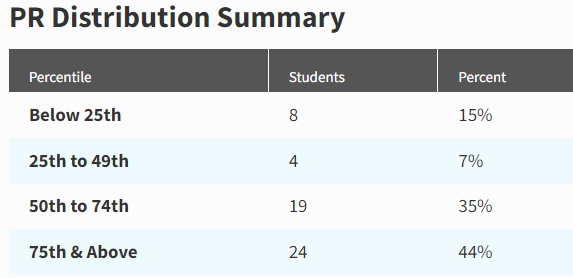 PR Distribution Summary
Percentile Students Percent
Below 25th 8 15%
25th to 49th 4 7%
50th to 74th 19 35%
75th & Above 24 44%